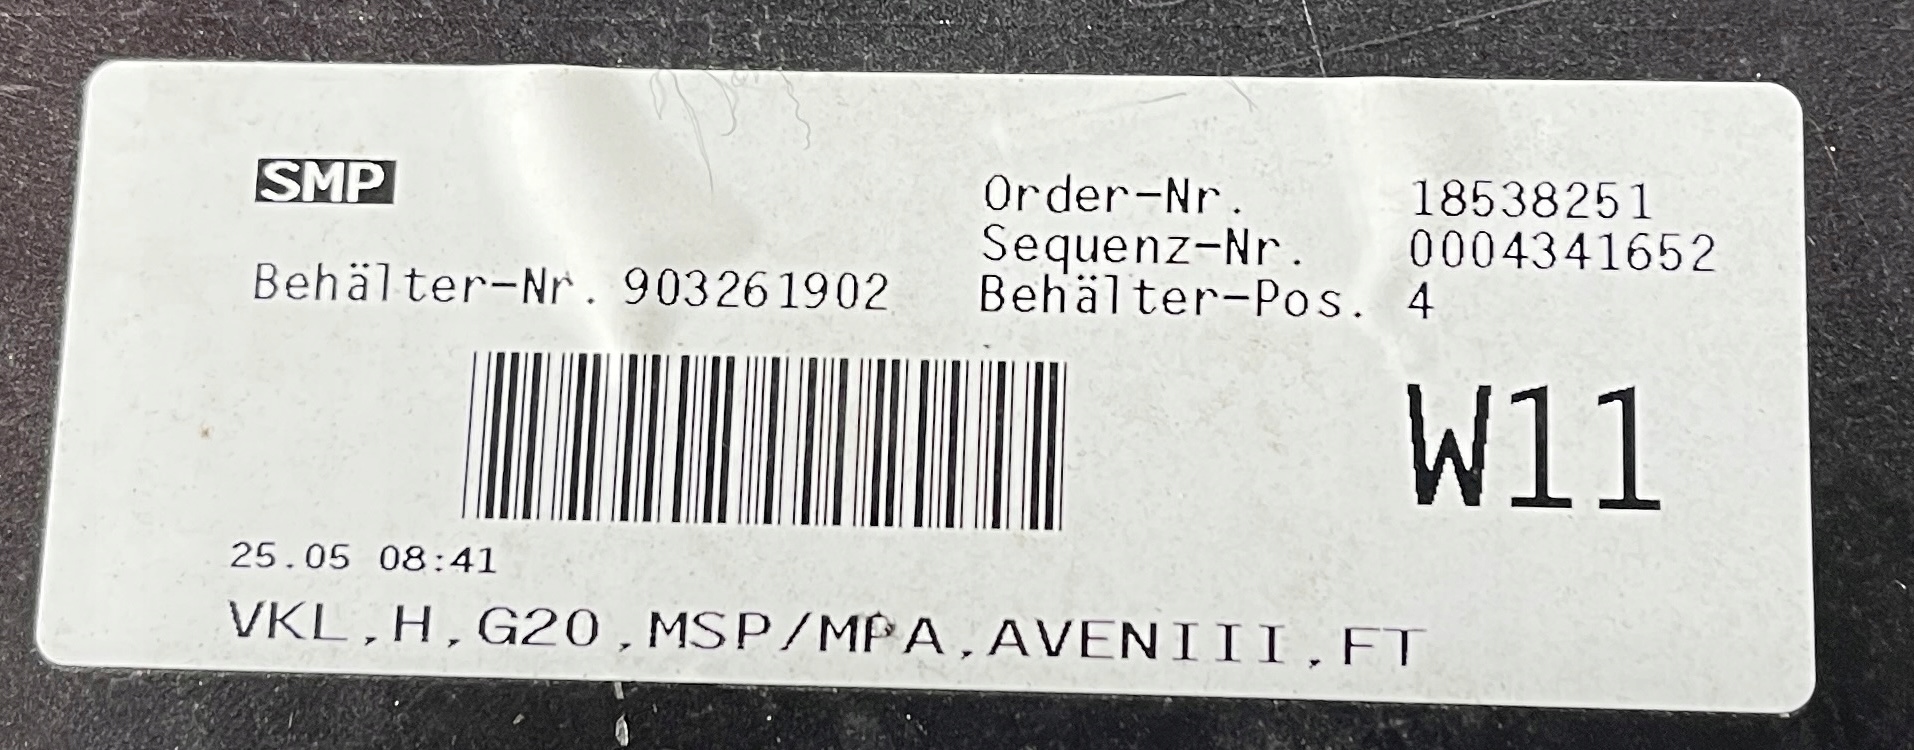 SMP
Order-Nr. 18538251
Sequenz-Nr. 0004341652
Behälter-Nr. 903261902
Behälter-Pos. 4
W11
25.05 08:41
VKL,H,G20,MSP/MPA,AVENIII,FT